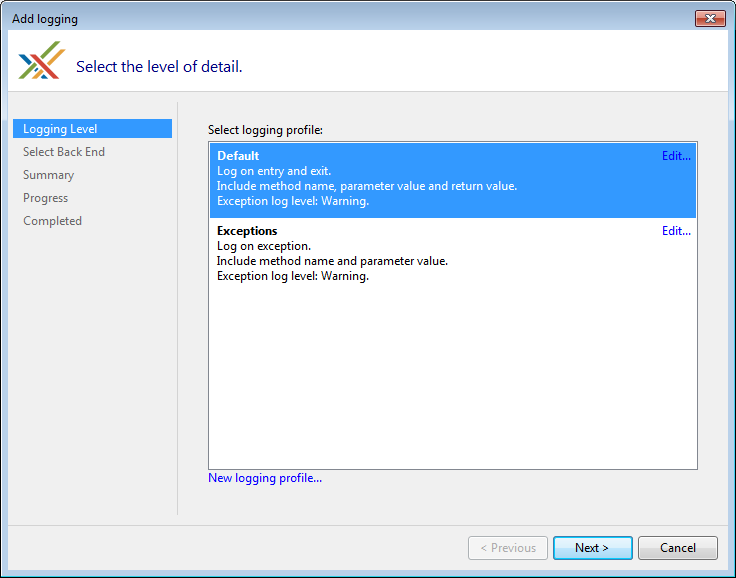 Add logging
Select the level of detail.
Logging Level
Select Back End
Summary
Progress
Completed
Select logging profile:
Default
Edit...
Log on entry and exit.
Include method name, parameter value and return value.
Exception log level: Warning.
Exceptions
Edit...
Log on exception.
Include method name and parameter value.
Exception log level: Warning.
New logging profile...
< Previous
Next >
Cancel